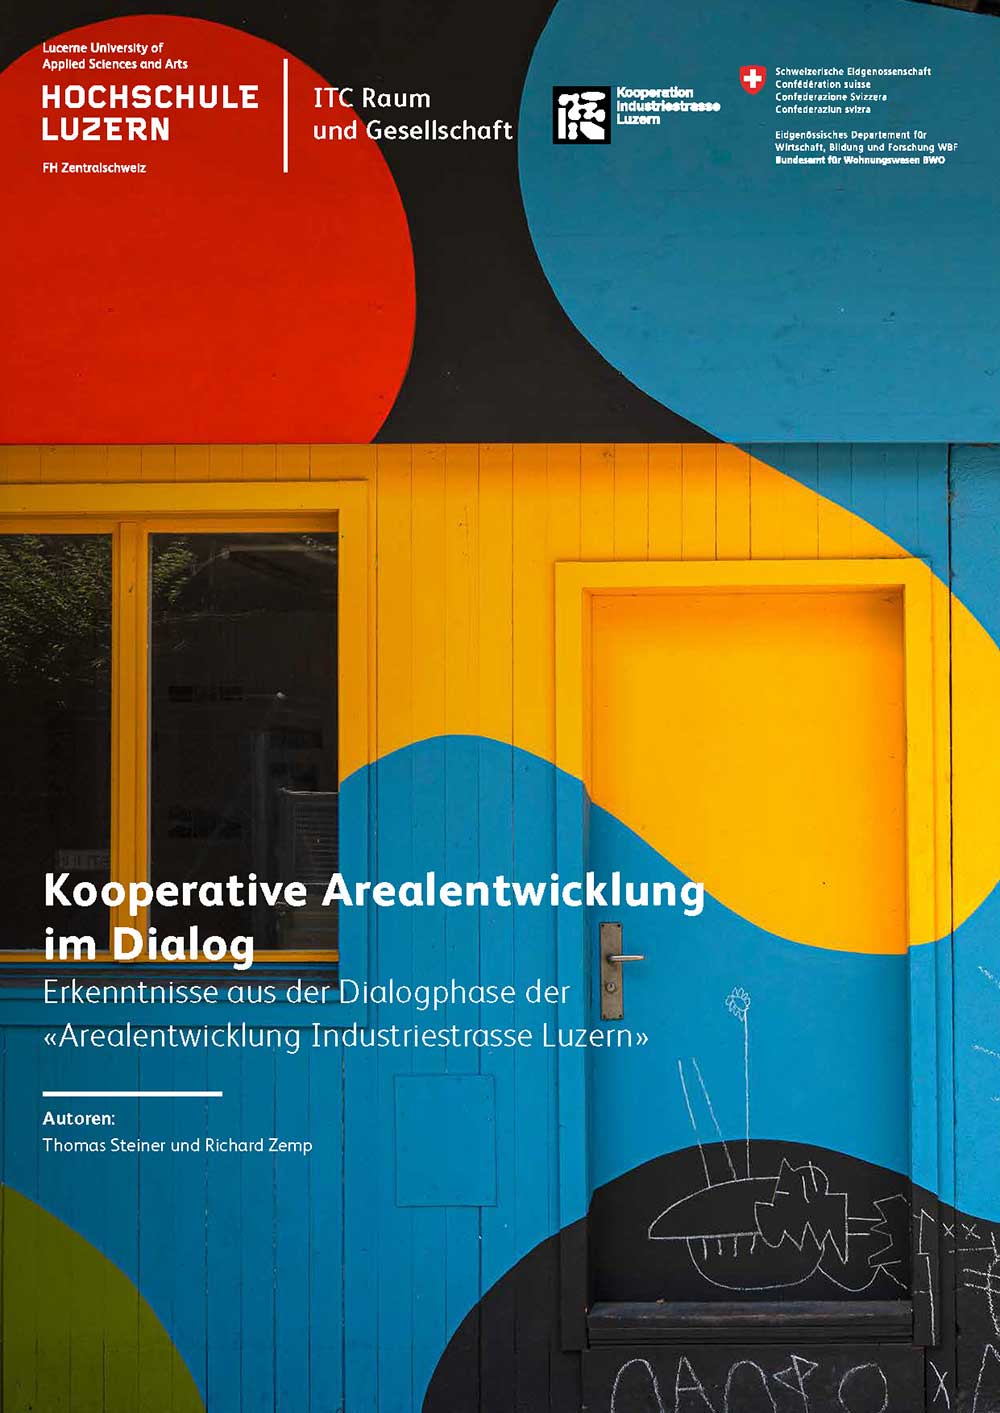 Lucerne University of
Applied Sciences and Arts
HOCHSCHULE
LUZERN
FH Zentralschweiz
ITC Raum
und Gesellschaft
Kooperation
Industriestrasse
Luzern
Schweizerische Eidgenossenschaft
Confédération suisse
Confederazione Svizzera
Confederaziun svizra
Eidgenössisches Departement für
Wirtschaft, Bildung und Forschung WBF
Bundesamt für Wohnungswesen BWO
Kooperative Arealentwicklung
im Dialog
Erkenntnisse aus der Dialogphase der
«Arealentwicklung Industriestrasse Luzern»
Autoren:
Thomas Steiner und Richard Zemp